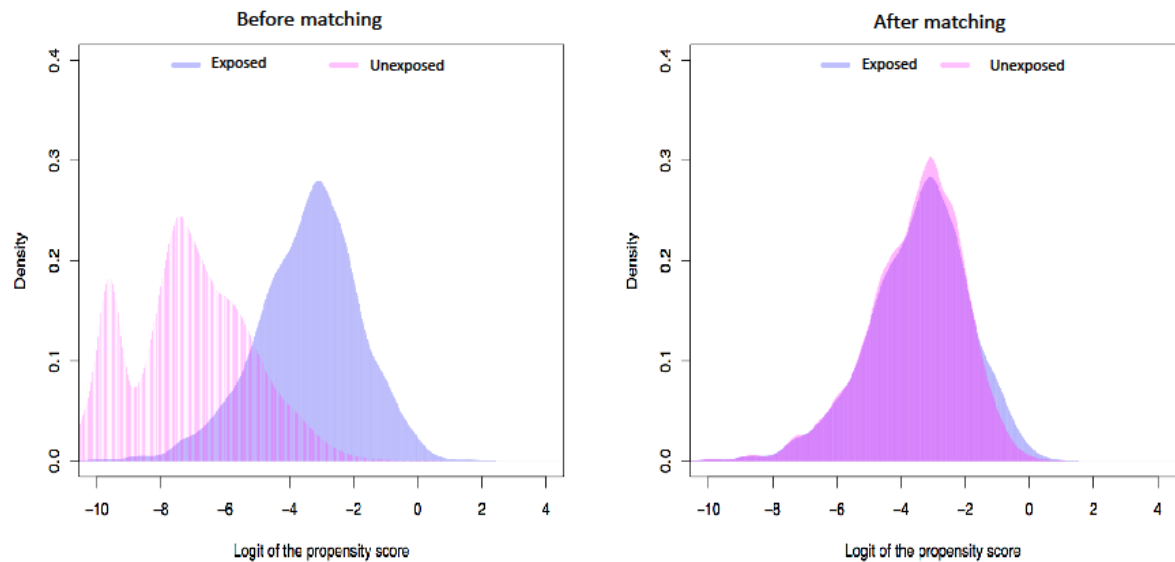 Before matching
Exposed Unexposed
0.4
0.3
0.2
0.1
0.0
Density
−10 −8 −6 −4 −2 0 2 4
Logit of the propensity score
After matching
Exposed Unexposed
0.4
0.3
0.2
0.1
0.0
Density
−10 −8 −6 −4 −2 0 2 4
Logit of the propensity score